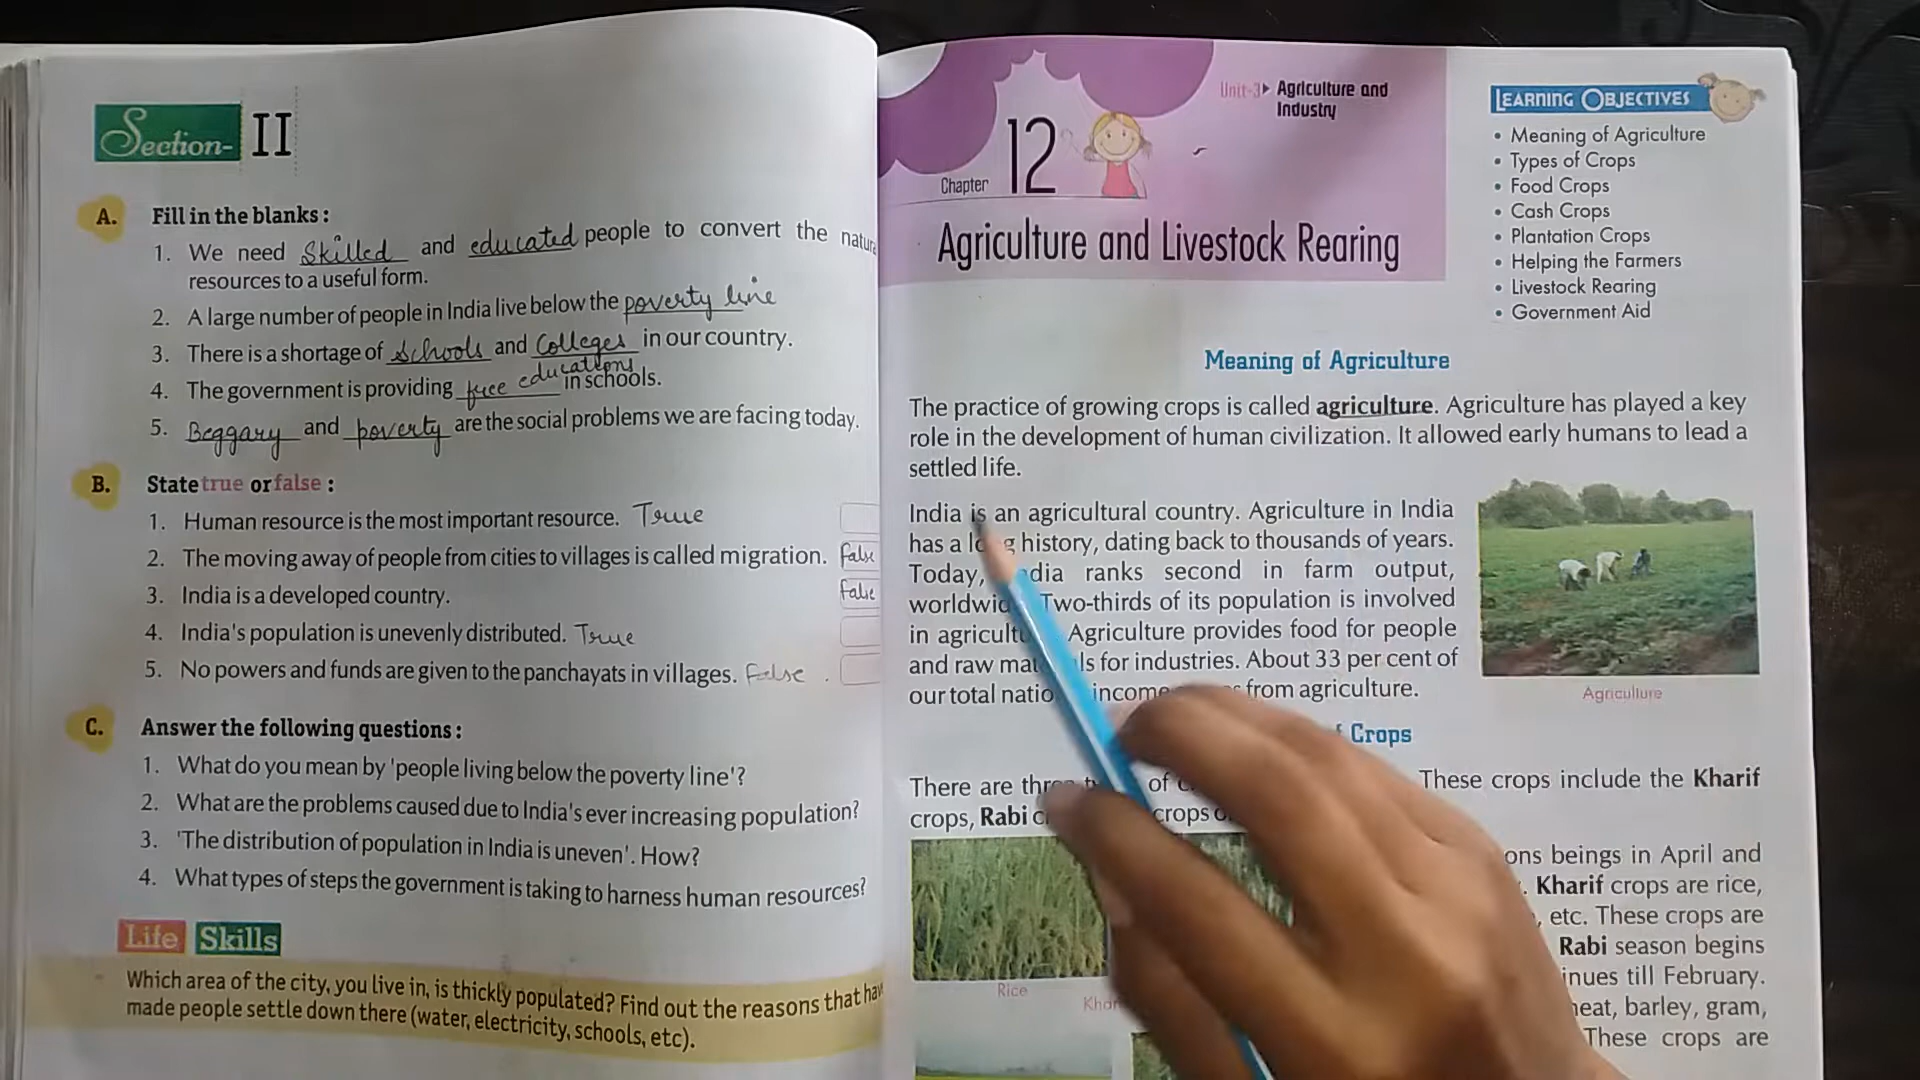 Section- II
A. Fill in the blanks :
1. We need Skilled and educated people to convert the
resources to a useful form.
2. A large number of people in India live below the poverty line
3. There is a shortage of Schools and Colleges in our country.
4. The government is providing free educations in schools.
5. Beggary and poverty are the social problems we are facing today.
B. State true or false :
1. Human resource is the most important resource. True
2. The moving away of people from cities to villages is called migration. False
3. India is a developed country. False
4. India's population is unevenly distributed. True
5. No powers and funds are given to the panchayats in villages. False .
C. Answer the following questions :
1. What do you mean by 'people living below the poverty line'?
2. What are the problems caused due to India's ever increasing population?
3. 'The distribution of population in India is uneven'. How?
4. What types of steps the government is taking to harness human resources?
Life Skills
Which area of the city, you live in, is thickly populated? Find out the reasons that
made people settle down there (water, electricity, schools, etc).
Unit-3 Agriculture and
Industry
Chapter 12
Agriculture and Livestock Rearing
LEARNING OBJECTIVES
• Meaning of Agriculture
• Types of Crops
• Food Crops
• Cash Crops
• Plantation Crops
• Helping the Farmers
• Livestock Rearing
• Government Aid
Meaning of Agriculture
The practice of growing crops is called agriculture. Agriculture has played a key
role in the development of human civilization. It allowed early humans to lead a
settled life.
India is an agricultural country. Agriculture in India
has a history, dating back to thousands of years.
Today, ranks second in farm output,
Two-thirds of its population is involved
in Agriculture provides food for people
and raw for industries. About 33 per cent of
our total income from agriculture.
Agriculture
Crops
There are of These crops include the Kharif
crops, Rabi crops
Rice
ons beings in April and
Kharif crops are rice,
etc. These crops are
Rabi season begins
till February.
barley, gram,
These crops are